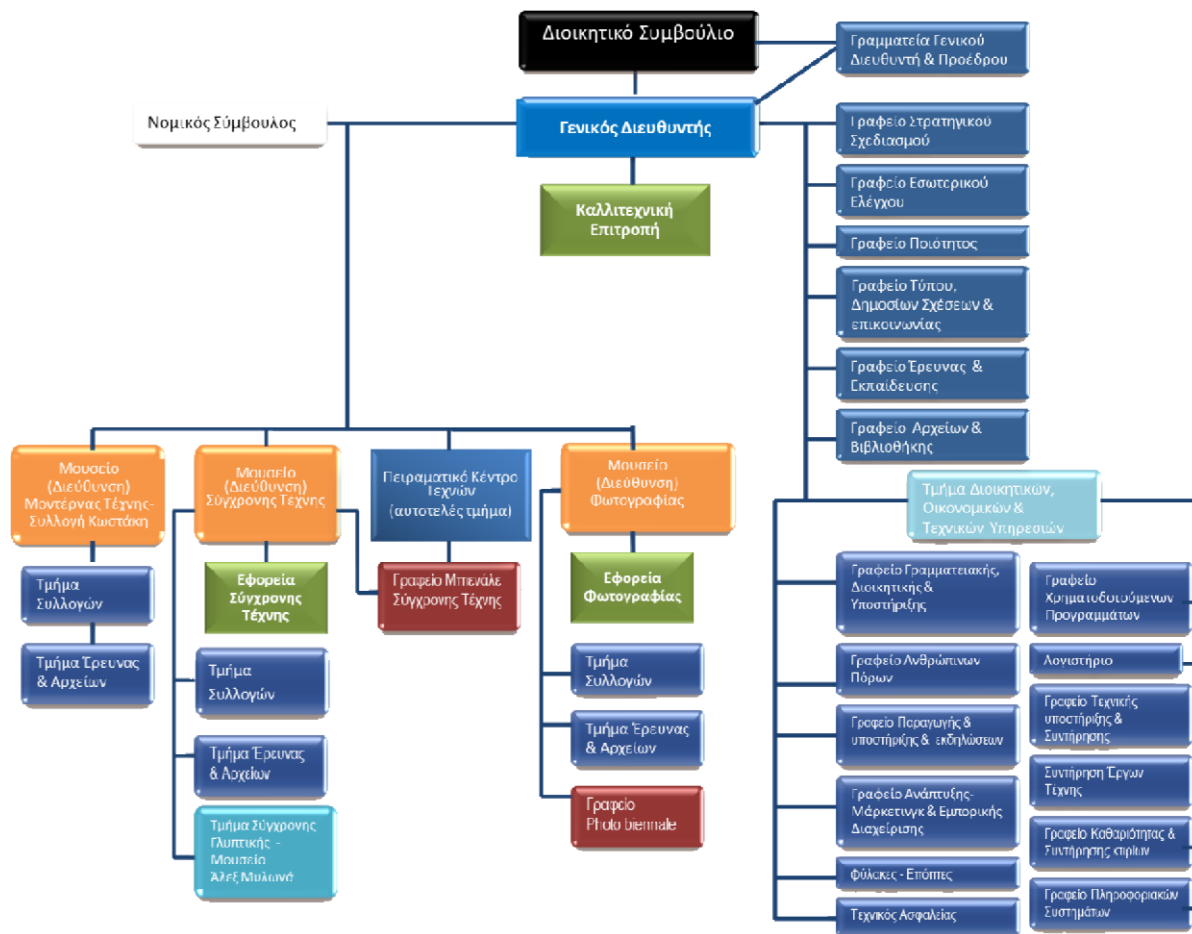 Διοικητικό Συμβούλιο
Γραμματεία Γενικού
Διευθυντή & Προέδρου
Νομικός Σύμβουλος
Γενικός Διευθυντής
Γραφείο Στρατηγικού
Σχεδιασμού
Καλλιτεχνική
Επιτροπή
Γραφείο Εσωτερικού
Ελέγχου
Γραφείο Ποιότητος
Γραφείο Τύπου,
Δημοσίων Σχέσεων &
επικοινωνίας
Γραφείο Έρευνας &
Εκπαίδευσης
Γραφείο Αρχείων &
Βιβλιοθήκης
Μουσείο
(Διεύθυνση)
Μοντέρνας Τέχνης-
Συλλογή Κωστάκη
Μουσείο
(Διεύθυνση)
Σύγχρονης Τέχνης
Πειραματικό Κέντρο
Τεχνών
(αυτοτελές τμήμα)
Μουσείο
(Διεύθυνση)
Φωτογραφίας
Τμήμα Διοικητικών,
Οικονομικών &
Τεχνικών Υπηρεσιών
Τμήμα
Συλλογών
Τμήμα Έρευνας
& Αρχείων
Εφορεία
Σύγχρονης
Τέχνης
Τμήμα
Συλλογών
Τμήμα Έρευνας
& Αρχείων
Τμήμα Σύγχρονης
Γλυπτικής -
Μουσείο
Άλεξ Μυλωνά
Γραφείο Μπιενάλε
Σύγχρονης Τέχνης
Εφορεία
Φωτογραφίας
Τμήμα
Συλλογών
Τμήμα Έρευνας
& Αρχείων
Γραφείο
Photo biennale
Γραφείο Γραμματειακής,
Διοικητικής &
Υποστήριξης
Γραφείο Ανθρώπινων
Πόρων
Γραφείο Παραγωγής &
υποστήριξης & εκδηλώσεων
Γραφείο Ανάπτυξης-
Μάρκετινγκ & Εμπορικής
Διαχείρισης
Φύλακες - Επόπτες
Τεχνικός Ασφαλείας
Γραφείο
Χρηματοδοτούμενων
Προγραμμάτων
Λογιστήριο
Γραφείο Τεχνικής
υποστήριξης &
Συντήρησης
Συντήρηση Έργων
Τέχνης
Γραφείο Καθαριότητας &
Συντήρησης κτιρίων
Γραφείο Πληροφοριακών
Συστημάτων